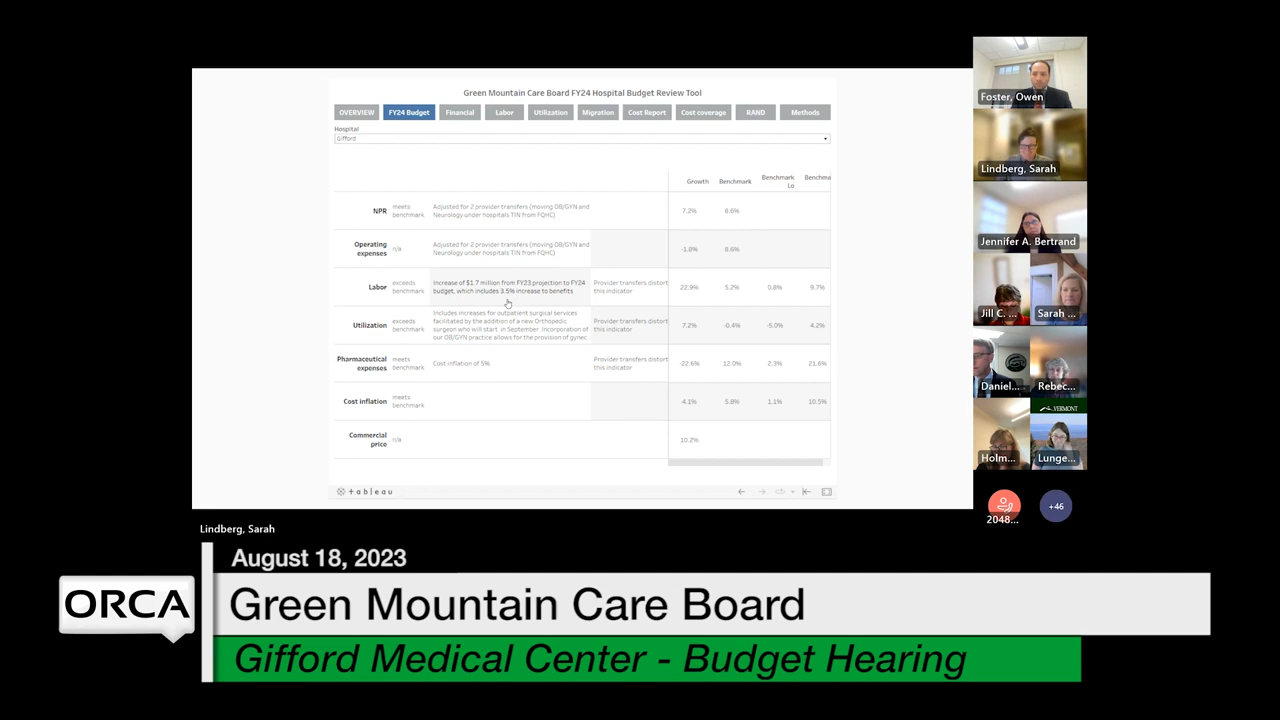 Green Mountain Care Board FY24 Hospital Budget Review Tool
OVERVIEW FY24 Budget Financial Labor Utilization Migration Cost Report Cost coverage RAND Methods
Hospital
Gifford
Growth Benchmark Benchmark Lo Benchma
NPR meets benchmark Adjusted for 2 provider transfers (moving OB/GYN and
Neurology under hospitals TIN from FQHC) 7.2% 8.6%
Operating expenses n/a Adjusted for 2 provider transfers (moving OB/GYN and
Neurology under hospitals TIN from FQHC) -1.8% 8.6%
Labor exceeds benchmark Increase of $1.7 million from FY23 projection to FY24
budget, which includes 3.5% increase to benefits Provider transfers distort
this indicator 22.9% 5.2% 0.8% 9.7%
Utilization exceeds benchmark Includes increases for outpatient surgical services
facilitated by the addition of a new Orthopedic
surgeon who will start in September. Incorporation of
our OB/GYN practice allows for the provision of gynec
Provider transfers distort
this indicator 7.2% -0.4% -5.0% 4.2%
Pharmaceutical expenses meets benchmark Cost inflation of 5% Provider transfers distort
this indicator -22.6% 12.0% 2.3% 21.6%
Cost inflation meets benchmark 4.1% 5.8% 1.1% 10.5%
Commercial price n/a 10.2%
+ a b l e a u
Foster, Owen
Lindberg, Sarah
Jennifer A. Bertrand
Jill C. ... Sarah ...
Daniel... Rebec...
VERMONT
Holm... Lunge...
2048... +46
Lindberg, Sarah
August 18, 2023
ORCA
Green Mountain Care Board
Gifford Medical Center - Budget Hearing